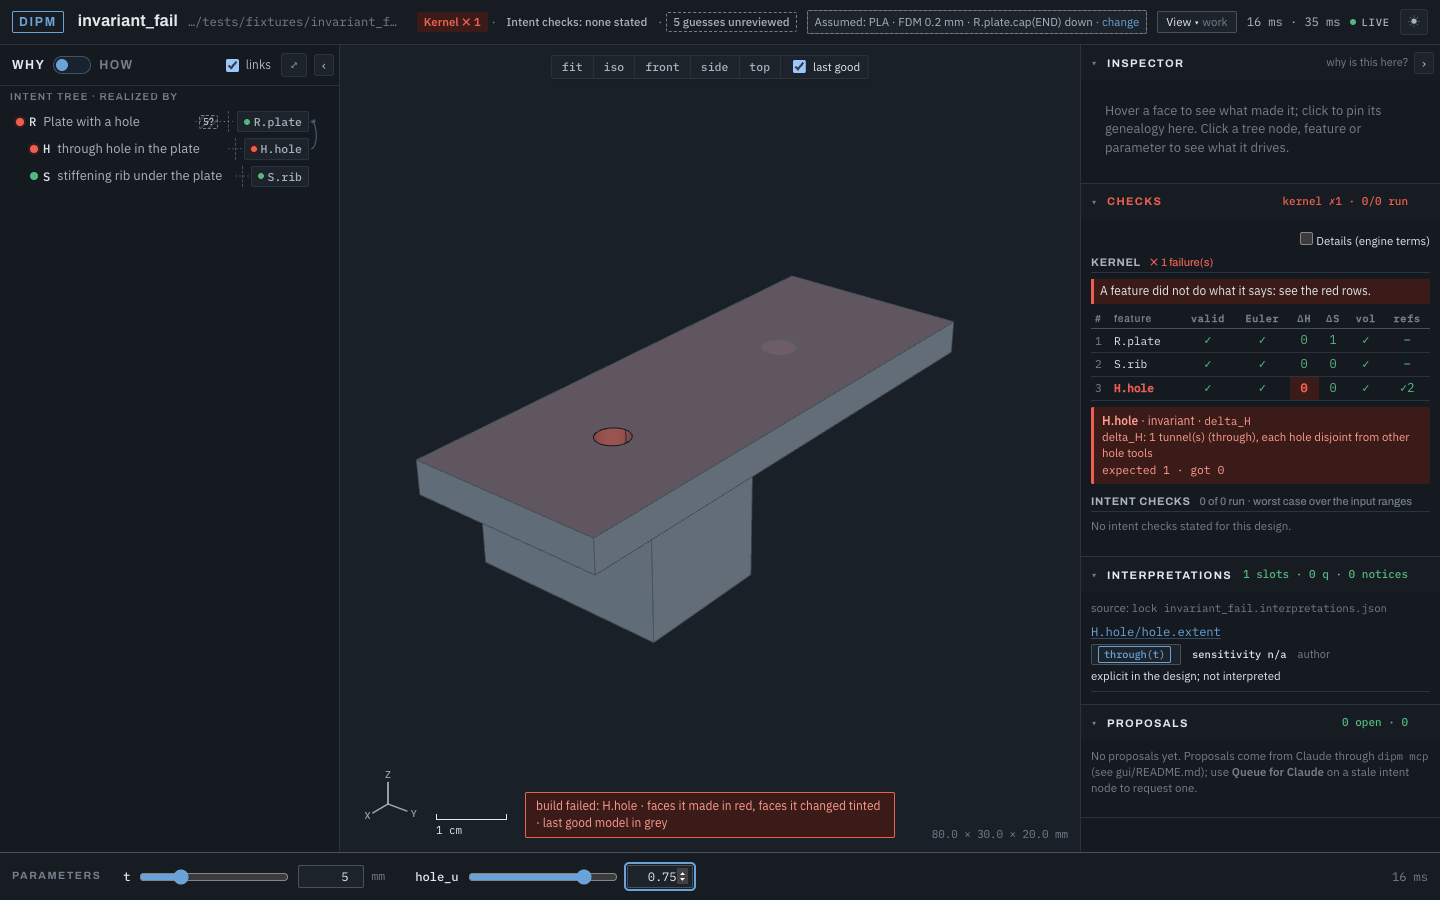 DIPM invariant_fail …/tests/fixtures/invariant_f… Kernel ✕ 1 · Intent checks: none stated · 5 guesses unreviewed Assumed: PLA · FDM 0.2 mm · R.plate.cap(END) down · change View • work 16 ms · 35 ms LIVE
WHY HOW links
INTENT TREE · REALIZED BY
R Plate with a hole 5? R.plate
H through hole in the plate H.hole
S stiffening rib under the plate S.rib
fit iso front side top last good
Z
X
Y
1 cm
build failed: H.hole · faces it made in red, faces it changed tinted
· last good model in grey
80.0 × 30.0 × 20.0 mm
INSPECTOR why is this here?
Hover a face to see what made it; click to pin its
genealogy here. Click a tree node, feature or
parameter to see what it drives.
CHECKS kernel ✗1 · 0/0 run
Details (engine terms)
KERNEL ✕ 1 failure(s)
A feature did not do what it says: see the red rows.
# feature valid Euler ΔH ΔS vol refs
1 R.plate ✓ ✓ 0 1 ✓ –
2 S.rib ✓ ✓ 0 0 ✓ –
3 H.hole ✓ ✓ 0 0 ✓ ✓2
H.hole · invariant · delta_H
delta_H: 1 tunnel(s) (through), each hole disjoint from other
hole tools
expected 1 · got 0
INTENT CHECKS 0 of 0 run · worst case over the input ranges
No intent checks stated for this design.
INTERPRETATIONS 1 slots · 0 q · 0 notices
source: lock invariant_fail.interpretations.json
H.hole/hole.extent
through(t) sensitivity n/a author
explicit in the design; not interpreted
PROPOSALS 0 open · 0
No proposals yet. Proposals come from Claude through dipm mcp
(see gui/README.md); use Queue for Claude on a stale intent
node to request one.
PARAMETERS t 5 mm hole_u 0.75 16 ms